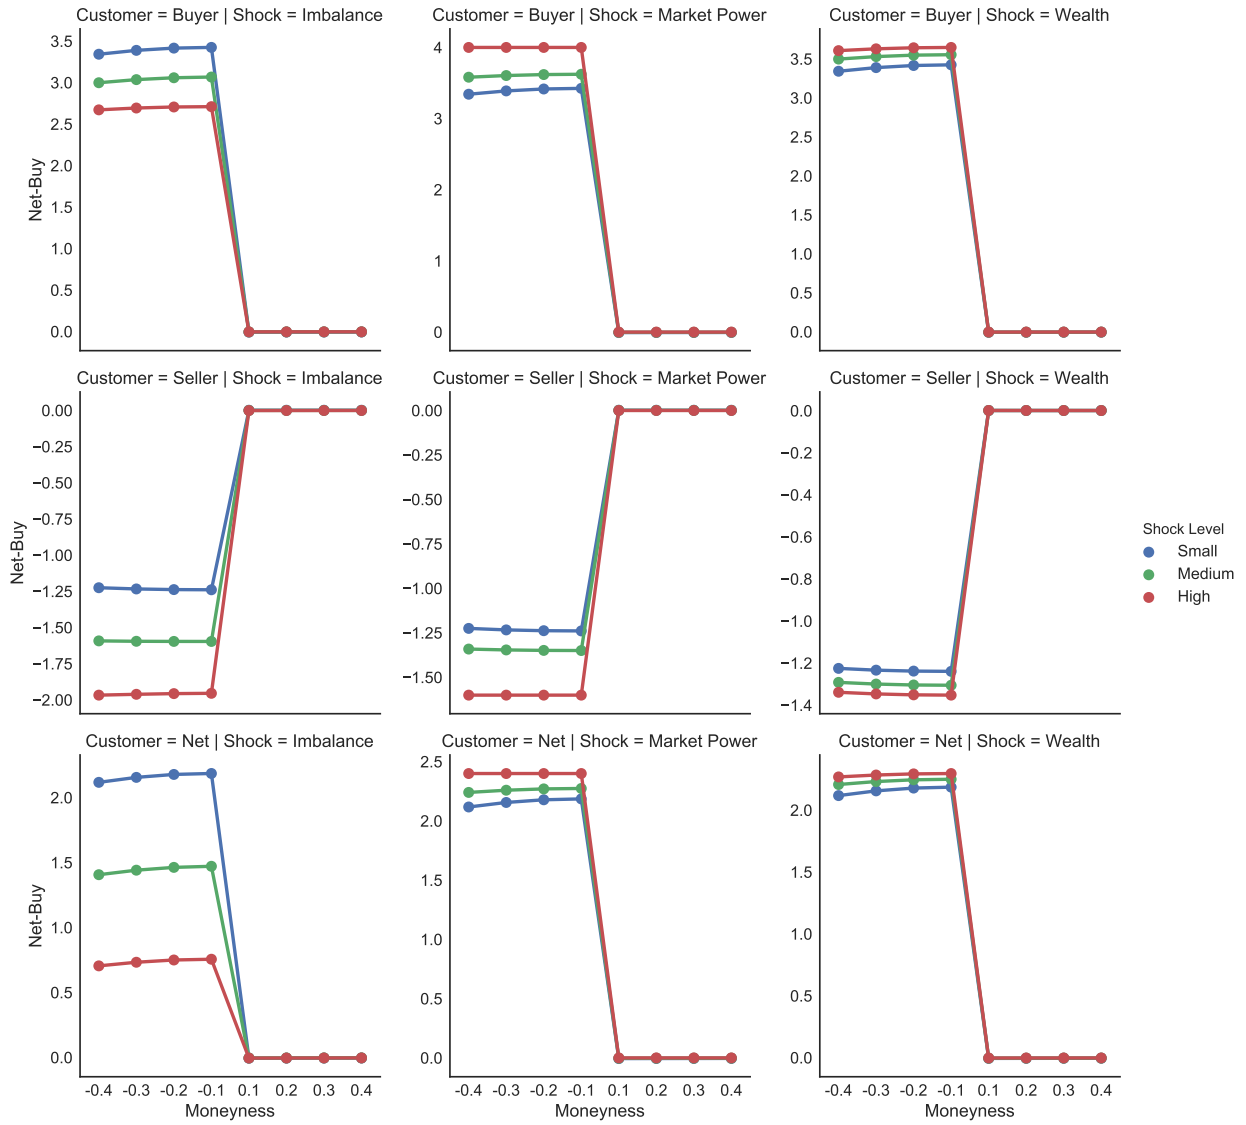 Customer = Buyer | Shock = Imbalance
Customer = Buyer | Shock = Market Power
Customer = Buyer | Shock = Wealth
3.5
3.0
2.5
2.0
1.5
1.0
0.5
0.0
Net-Buy
4
3
2
1
0
3.5
3.0
2.5
2.0
1.5
1.0
0.5
0.0
Customer = Seller | Shock = Imbalance
Customer = Seller | Shock = Market Power
Customer = Seller | Shock = Wealth
0.00
−0.25
−0.50
−0.75
−1.00
−1.25
−1.50
−1.75
−2.00
Net-Buy
0.00
−0.25
−0.50
−0.75
−1.00
−1.25
−1.50
0.0
−0.2
−0.4
−0.6
−0.8
−1.0
−1.2
−1.4
Shock Level
Small
Medium
High
Customer = Net | Shock = Imbalance
Customer = Net | Shock = Market Power
Customer = Net | Shock = Wealth
2.0
1.5
1.0
0.5
0.0
Net-Buy
2.5
2.0
1.5
1.0
0.5
0.0
2.0
1.5
1.0
0.5
0.0
-0.4 -0.3 -0.2 -0.1 0.1 0.2 0.3 0.4
Moneyness
-0.4 -0.3 -0.2 -0.1 0.1 0.2 0.3 0.4
Moneyness
-0.4 -0.3 -0.2 -0.1 0.1 0.2 0.3 0.4
Moneyness